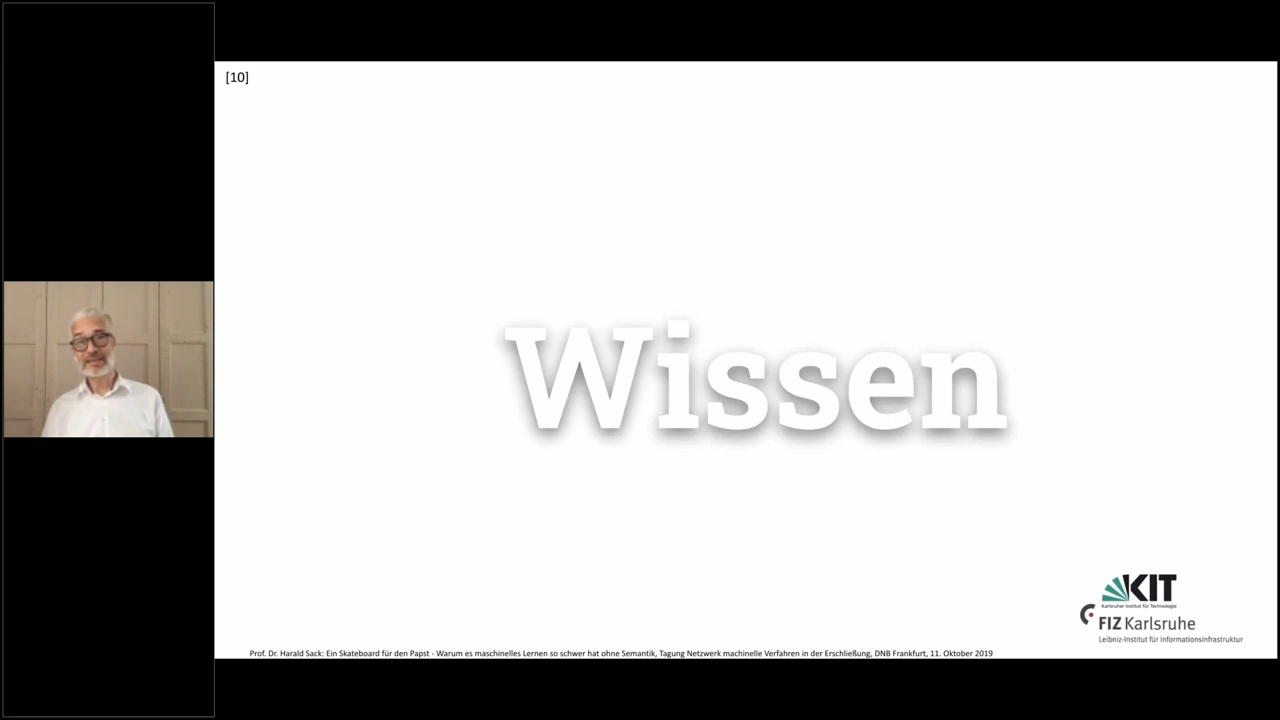 [10]
Wissen
KIT
Karlsruher Institut für Technologie
FIZ Karlsruhe
Leibniz-Institut für Informationsinfrastruktur
Prof. Dr. Harald Sack: Ein Skateboard für den Papst - Warum es maschinelles Lernen so schwer hat ohne Semantik, Tagung Netzwerk machinelle Verfahren in der Erschließung, DNB Frankfurt, 11. Oktober 2019